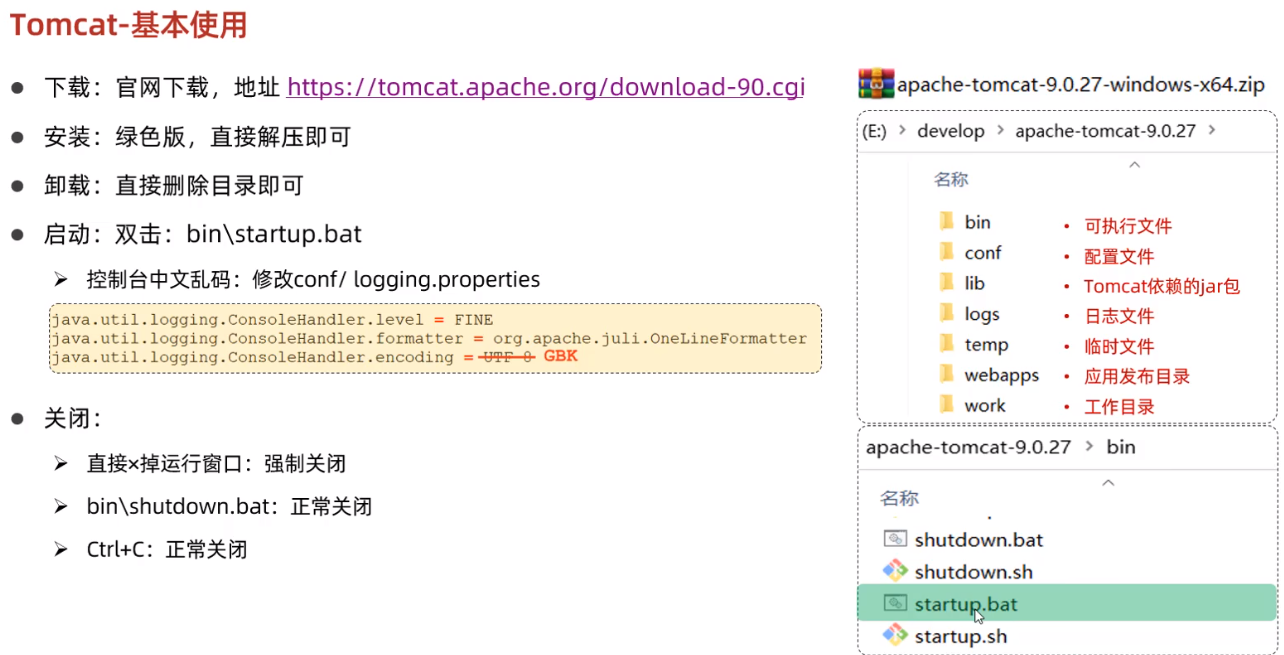 Tomcat-基本使用
● 下载：官网下载，地址 https://tomcat.apache.org/download-90.cgi
● 安装：绿色版，直接解压即可
● 卸载：直接删除目录即可
● 启动：双击：bin\startup.bat
➢ 控制台中文乱码：修改conf/ logging.properties
java.util.logging.ConsoleHandler.level = FINE
java.util.logging.ConsoleHandler.formatter = org.apache.juli.OneLineFormatter
java.util.logging.ConsoleHandler.encoding = GBK
● 关闭：
➢ 直接×掉运行窗口：强制关闭
➢ bin\shutdown.bat：正常关闭
➢ Ctrl+C：正常关闭
apache-tomcat-9.0.27-windows-x64.zip
(E:) > develop > apache-tomcat-9.0.27 >
名称
bin • 可执行文件
conf • 配置文件
lib • Tomcat依赖的jar包
logs • 日志文件
temp • 临时文件
webapps • 应用发布目录
work • 工作目录
apache-tomcat-9.0.27 > bin
名称
shutdown.bat
shutdown.sh
startup.bat
startup.sh